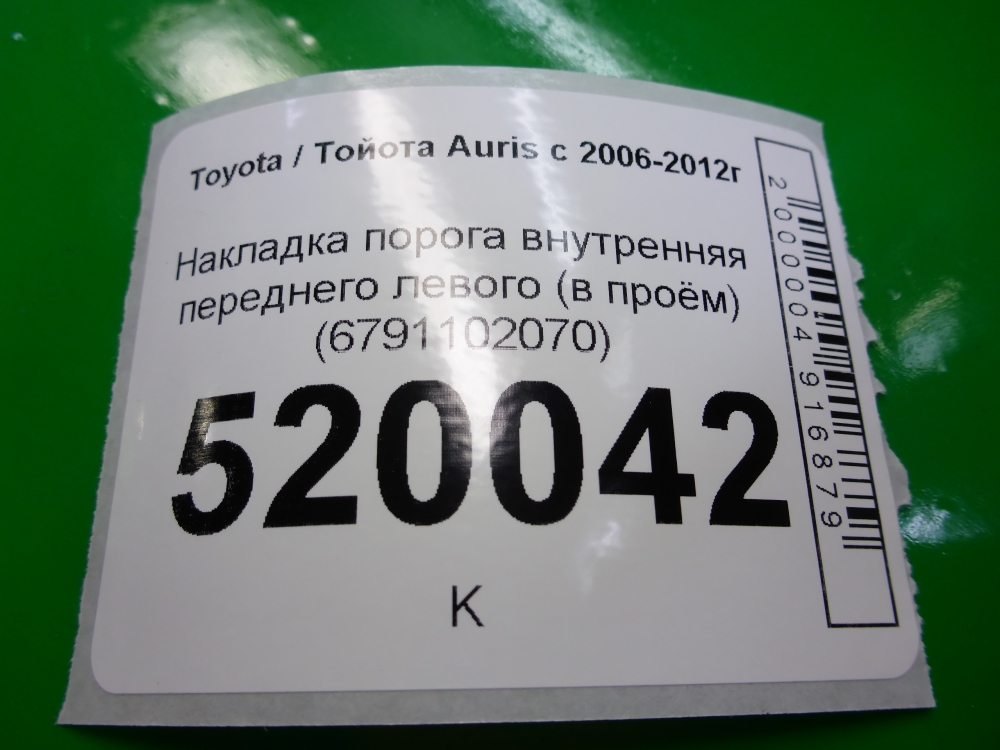 Toyota / Тойота Auris с 2006-2012г
Накладка порога внутренняя
переднего левого (в проём)
(6791102070)
520042
К
2000004916879